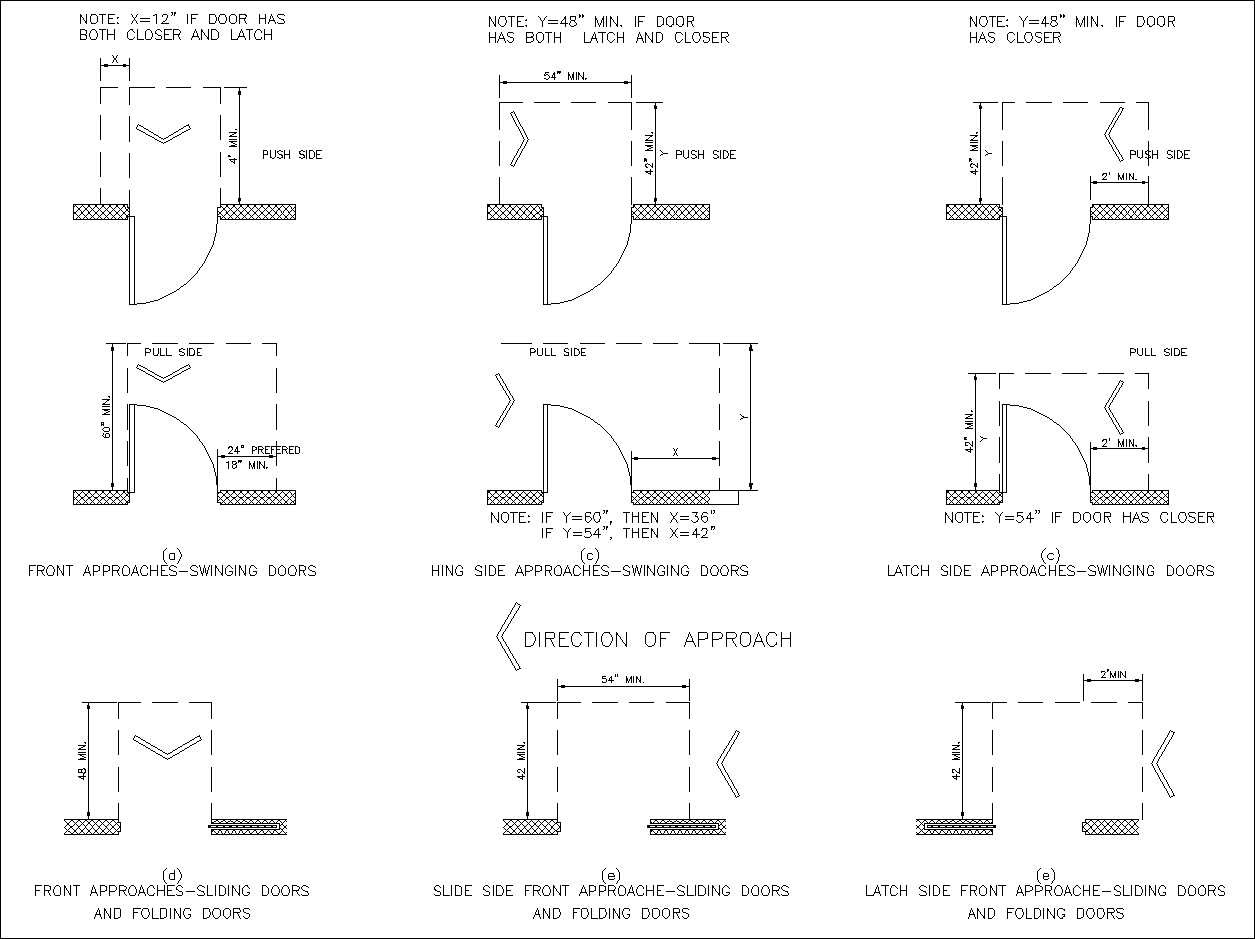 NOTE: X=12" IF DOOR HAS
BOTH CLOSER AND LATCH
X
4' MIN.
PUSH SIDE
NOTE: Y=48" MIN. IF DOOR
HAS BOTH LATCH AND CLOSER
54" MIN.
42" MIN.
Y
PUSH SIDE
NOTE: Y=48" MIN. IF DOOR
HAS CLOSER
42" MIN.
Y
PUSH SIDE
2' MIN.
PULL SIDE
60" MIN.
24" PREFERED
18" MIN.
PULL SIDE
Y
X
NOTE: IF Y=60", THEN X=36"
IF Y=54", THEN X=42"
PULL SIDE
42" MIN.
Y
2' MIN.
NOTE: Y=54" IF DOOR HAS CLOSER
(a)
FRONT APPROACHES-SWINGING DOORS
(c)
HING SIDE APPROACHES-SWINGING DOORS
(c)
LATCH SIDE APPROACHES-SWINGING DOORS
DIRECTION OF APPROACH
48 MIN.
54" MIN.
42 MIN.
2'MIN
42 MIN.
(d)
FRONT APPROACHES-SLIDING DOORS
AND FOLDING DOORS
(e)
SLIDE SIDE FRONT APPROACHE-SLIDING DOORS
AND FOLDING DOORS
(e)
LATCH SIDE FRONT APPROACHE-SLIDING DOORS
AND FOLDING DOORS